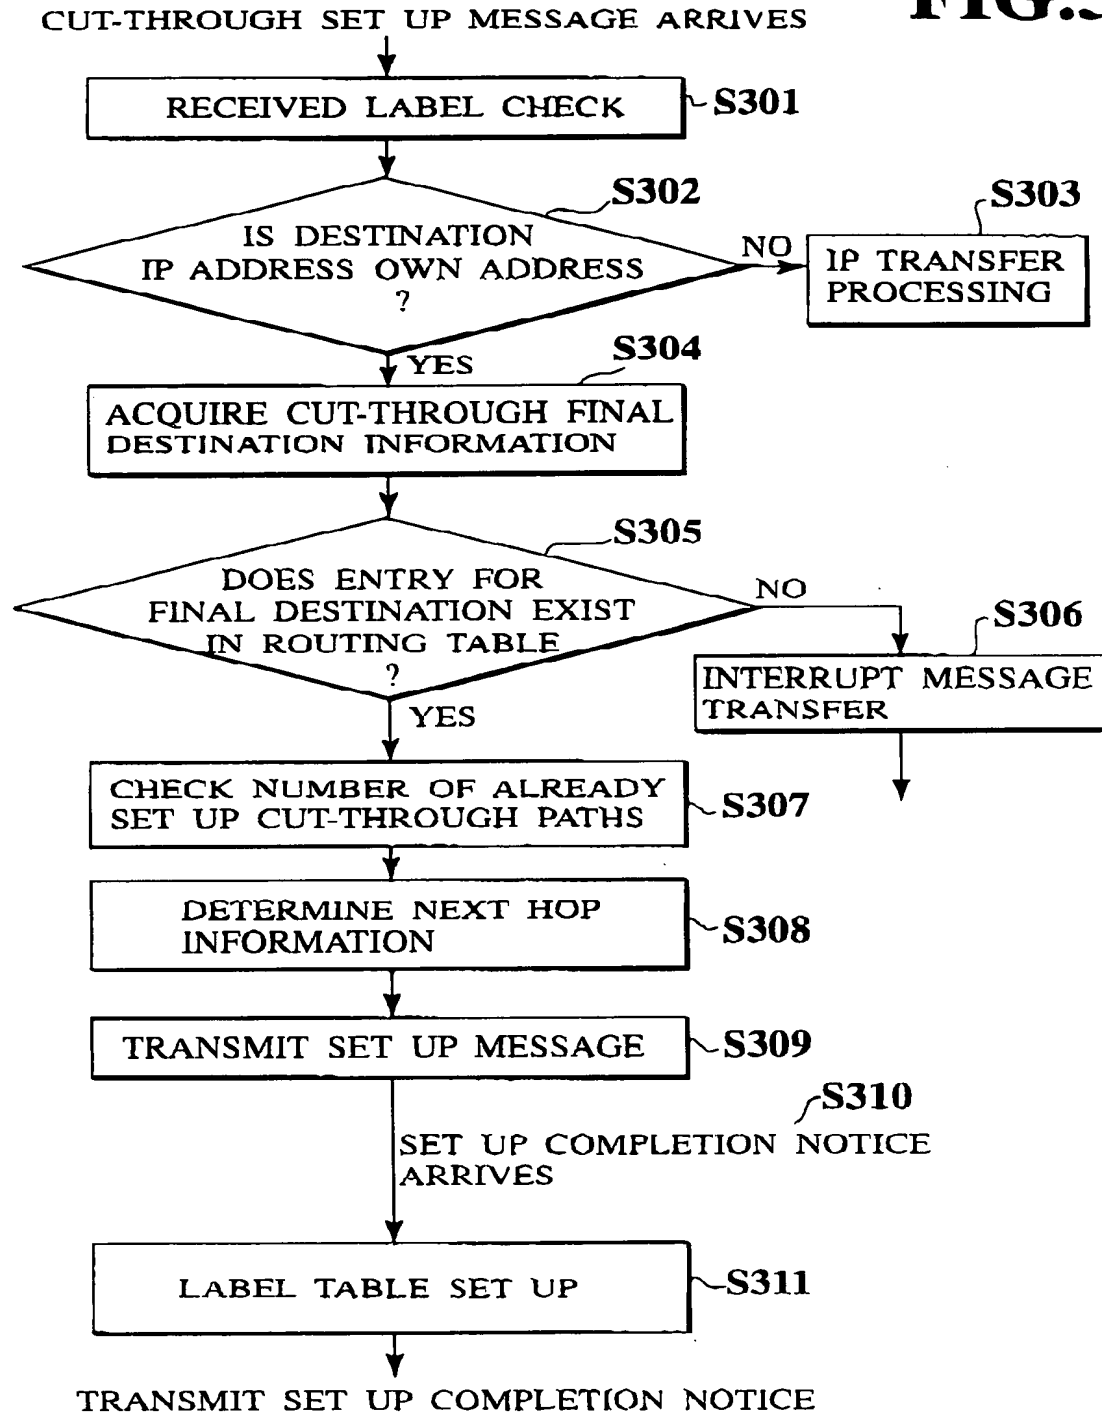 FIG.
CUT-THROUGH SET UP MESSAGE ARRIVES
RECEIVED LABEL CHECK
S301
S302
IS DESTINATION
IP ADDRESS OWN ADDRESS
?
NO
S303
IP TRANSFER
PROCESSING
YES
S304
ACQUIRE CUT-THROUGH FINAL
DESTINATION INFORMATION
S305
DOES ENTRY FOR
FINAL DESTINATION EXIST
IN ROUTING TABLE
?
NO
S306
INTERRUPT MESSAGE
TRANSFER
YES
CHECK NUMBER OF ALREADY
SET UP CUT-THROUGH PATHS
S307
DETERMINE NEXT HOP
INFORMATION
S308
TRANSMIT SET UP MESSAGE
S309
S310
SET UP COMPLETION NOTICE
ARRIVES
LABEL TABLE SET UP
S311
TRANSMIT SET UP COMPLETION NOTICE